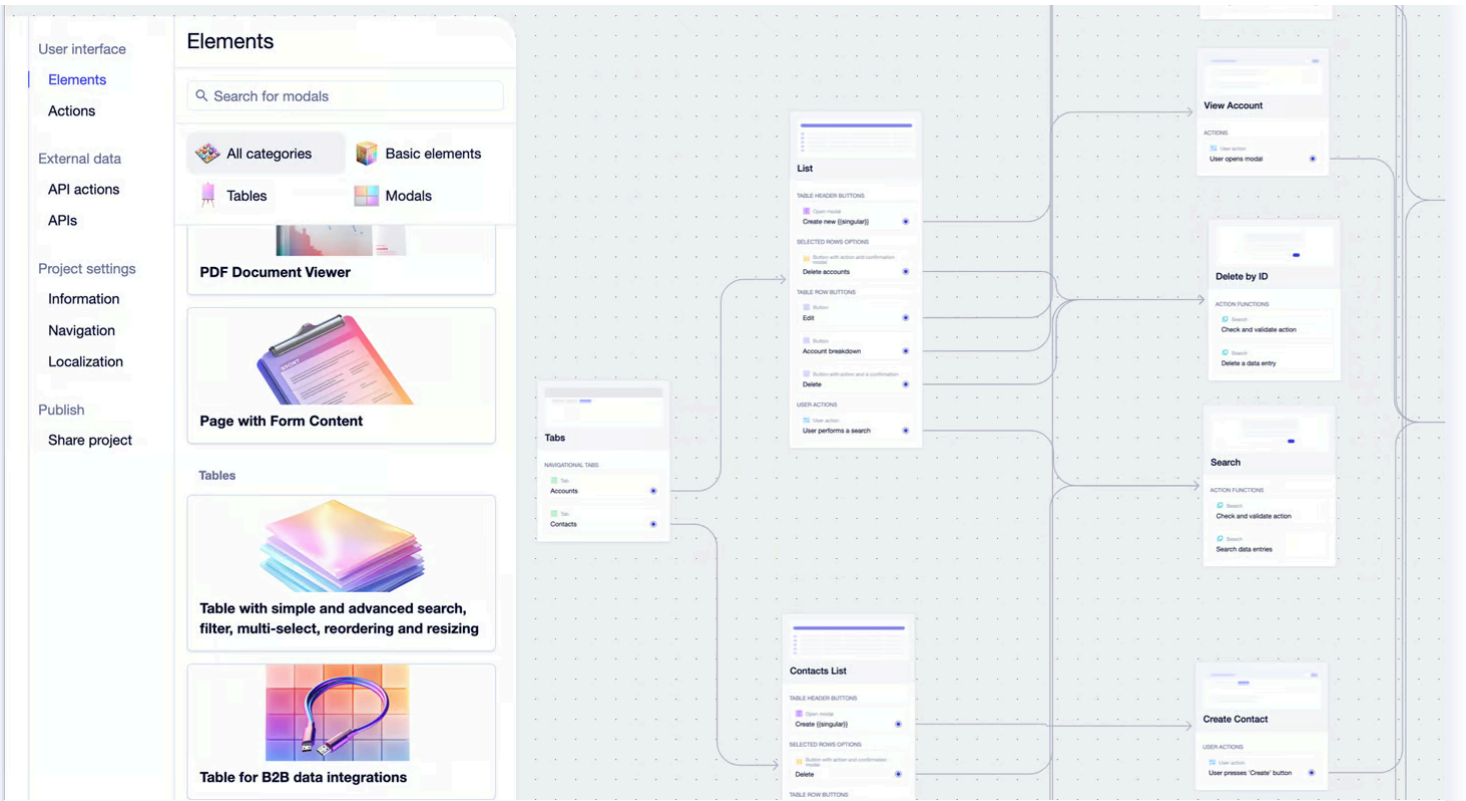 User interface
Elements
Actions
External data
API actions
APIs
Project settings
Information
Navigation
Localization
Publish
Share project
Elements
Search for modals
All categories
Basic elements
Tables
Modals
PDF Document Viewer
REPORT
Page with Form Content
Tables
Table with simple and advanced search,
filter, multi-select, reordering and resizing
Table for B2B data integrations
Tabs
NAVIGATIONAL TABS
Tab
Accounts
Tab
Contacts
List
TABLE HEADER BUTTONS
Open modal
Create new {{singular}}
SELECTED ROWS OPTIONS
Button with action and confirmation
modal
Delete accounts
TABLE ROW BUTTONS
Button
Edit
Button
Account breakdown
Button with action and a confirmation
Delete
USER ACTIONS
User action
User performs a search
Contacts List
TABLE HEADER BUTTONS
Open modal
Create {{singular}}
SELECTED ROWS OPTIONS
Button with action and confirmation
modal
Delete
TABLE ROW BUTTONS
View Account
ACTIONS
User action
User opens modal
Delete by ID
ACTION FUNCTIONS
Search
Check and validate action
Search
Delete a data entry
Search
ACTION FUNCTIONS
Search
Check and validate action
Search
Search data entries
Create Contact
USER ACTIONS
User action
User presses 'Create' button